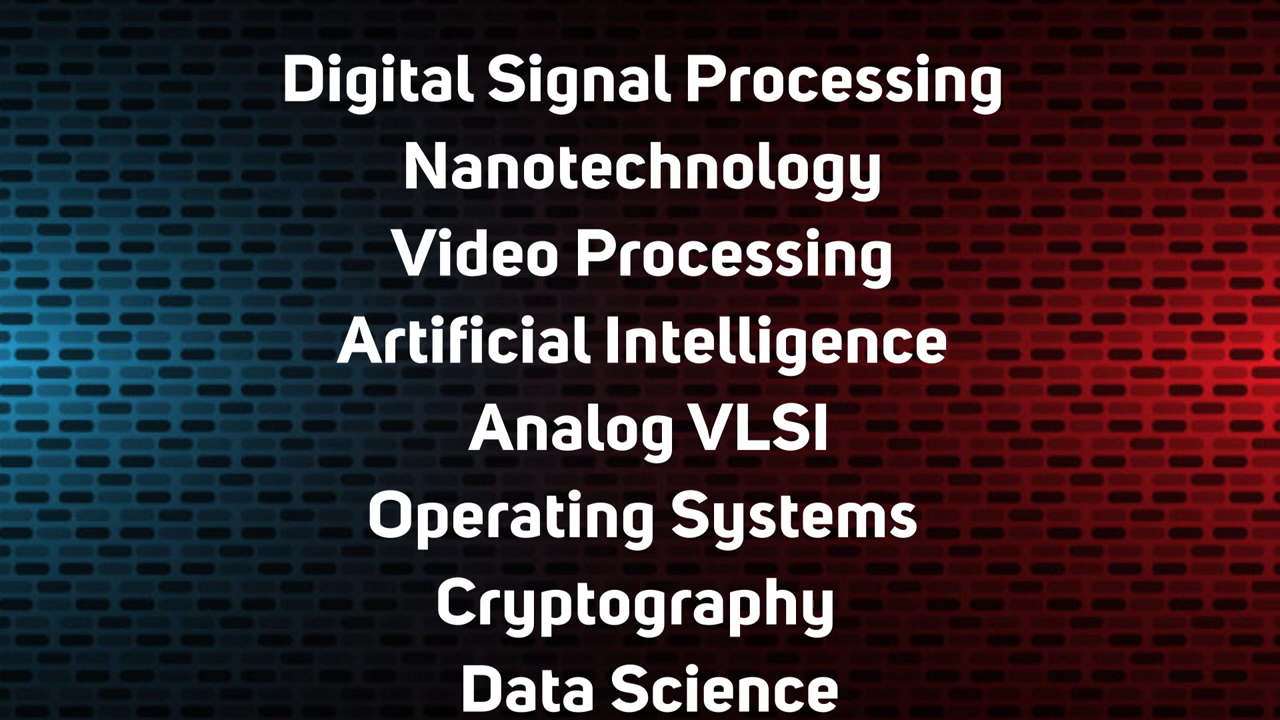 Digital Signal Processing
Nanotechnology
Video Processing
Artificial Intelligence
Analog VLSI
Operating Systems
Cryptography
Data Science